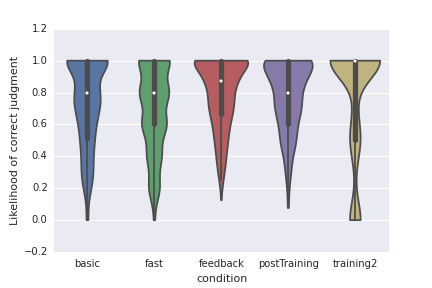 1.2
1.0
0.8
0.6
0.4
0.2
0.0
−0.2
Likelihood of correct judgment
basic
fast
feedback
postTraining
training2
condition